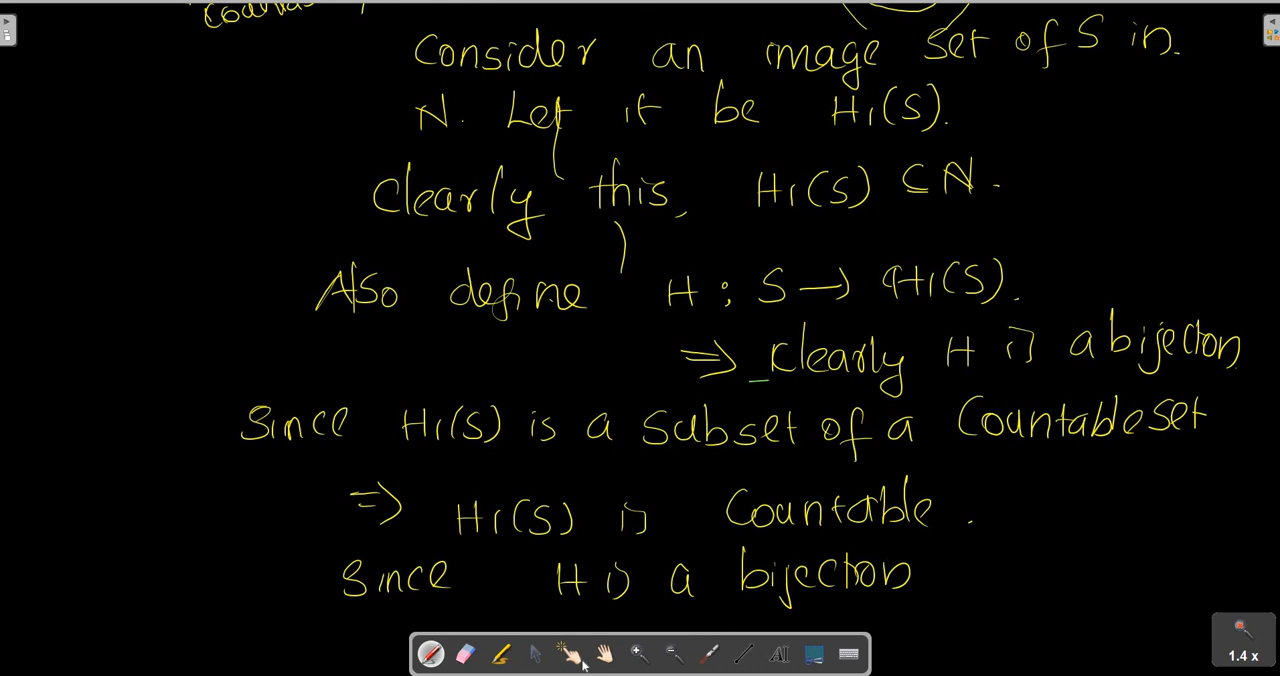 Consider an image set of S in.
N. Let it be H₁(S).
Clearly this, H₁(S) ⊂ N.
Also define H : S → H₁(S).
⇒ Clearly H is a bijection
Since H₁(S) is a subset of a Countable set
⇒ H₁(S) is Countable.
Since H is a bijection
AI
1.4 x